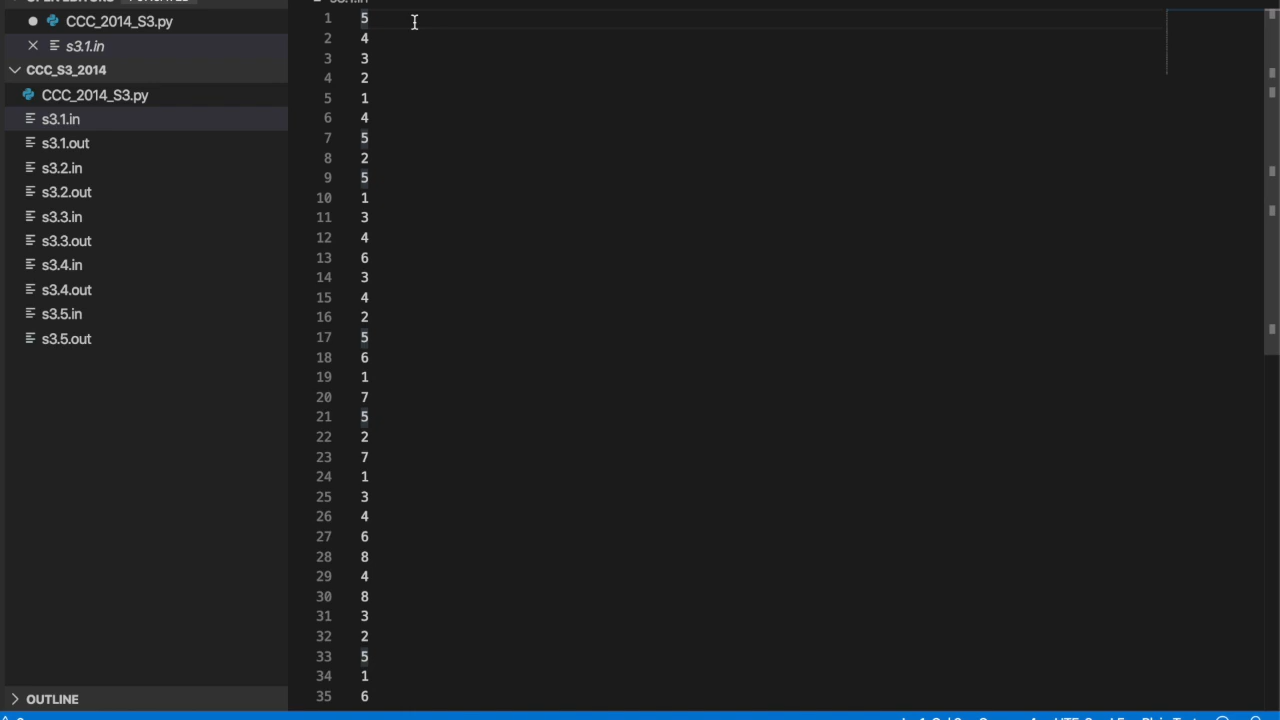 CCC_2014_S3.py
s3.1.in
CCC_S3_2014
CCC_2014_S3.py
s3.1.in
s3.1.out
s3.2.in
s3.2.out
s3.3.in
s3.3.out
s3.4.in
s3.4.out
s3.5.in
s3.5.out
OUTLINE
1 5
2 4
3 3
4 2
5 1
6 4
7 5
8 2
9 5
10 1
11 3
12 4
13 6
14 3
15 4
16 2
17 5
18 6
19 1
20 7
21 5
22 2
23 7
24 1
25 3
26 4
27 6
28 8
29 4
30 8
31 3
32 2
33 5
34 1
35 6